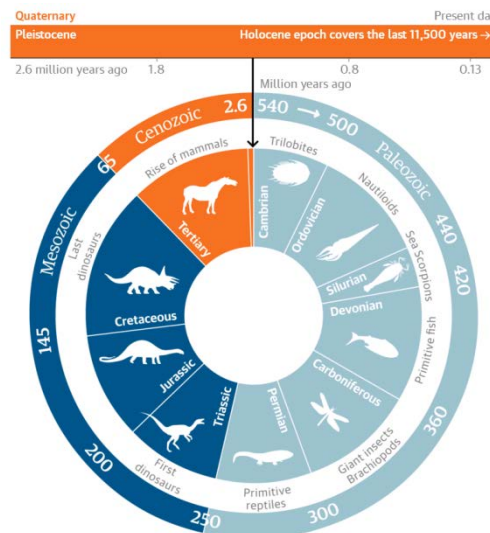 Quaternary
Present da
Pleistocene
Holocene epoch covers the last 11,500 years →
2.6 million years ago
1.8
0.8
0.13
Million years ago
Cenozoic
2.6
540 → 500
Paleozoic
65
Rise of mammals
Trilobites
Nautiloids
440
Mesozoic
Last
dinosaurs
Tertiary
Cambrian
Ordovician
Sea Scorpions
420
Silurian
Devonian
Cretaceous
145
Primitive fish
Jurassic
Triassic
Permian
Carboniferous
360
200
First
dinosaurs
Primitive
reptiles
Giant insects
Brachiopods
250
300